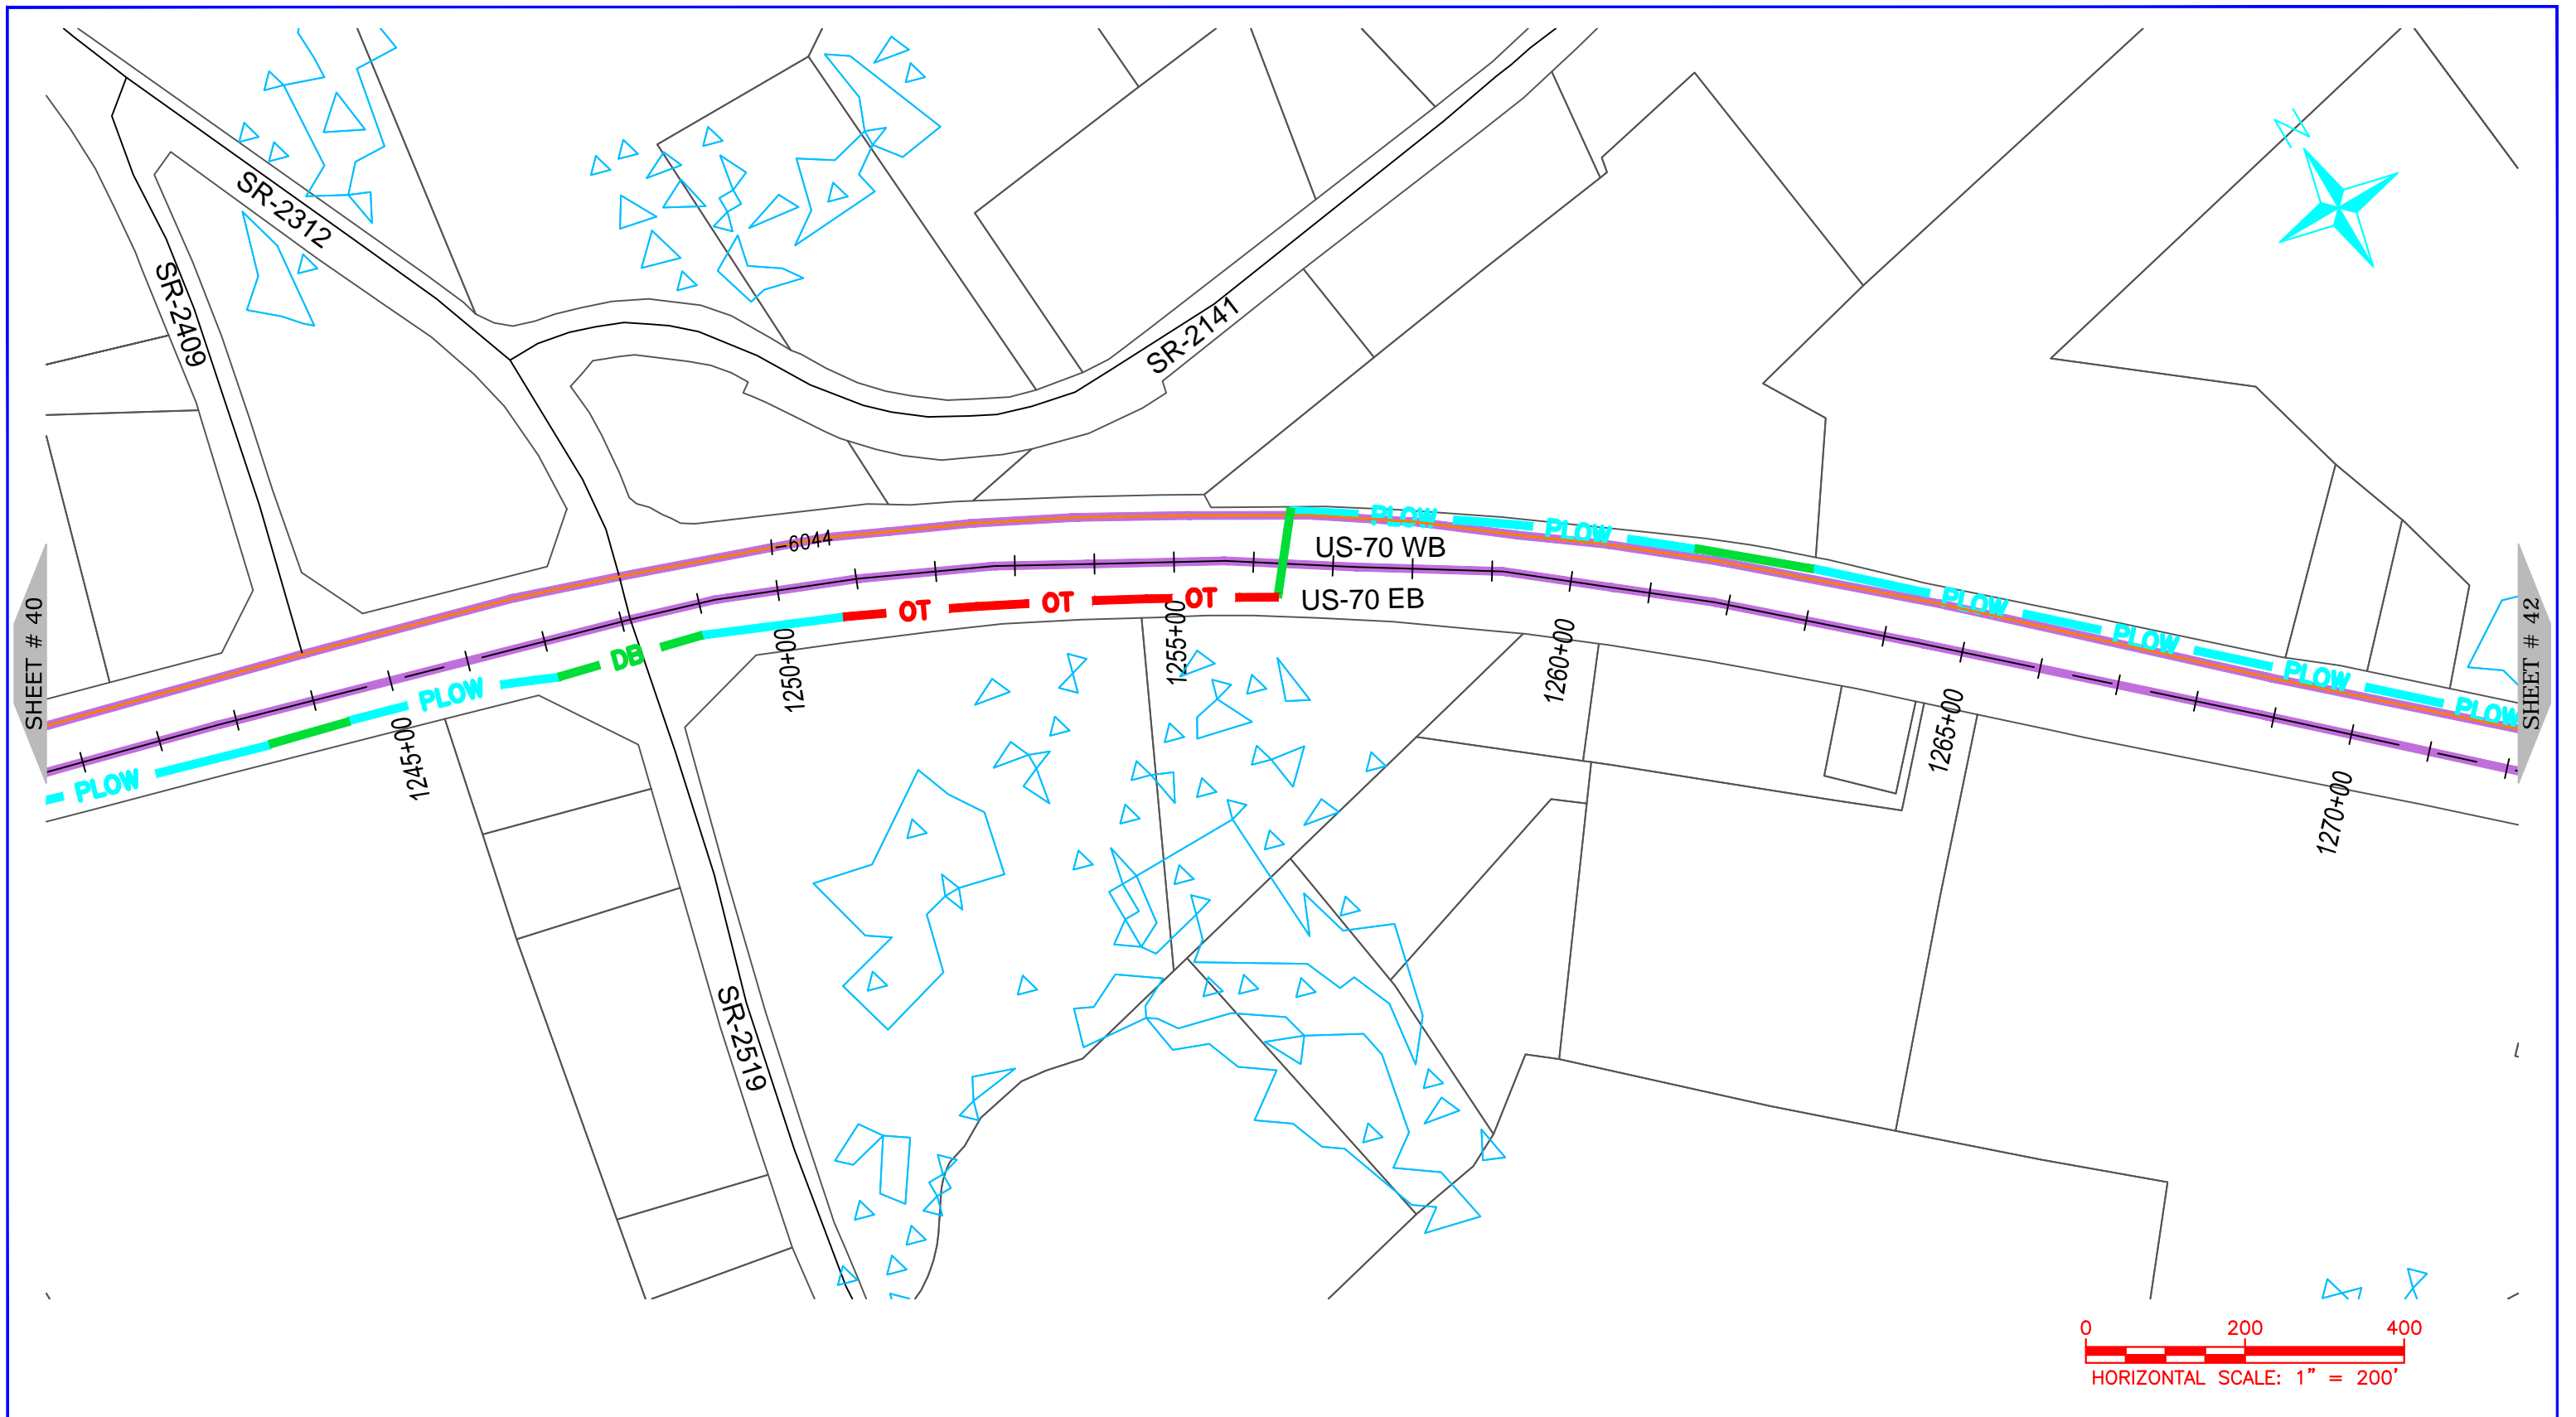 N
SR-2312
SR-2409
SR-2141
-6044
PLOW
PLOW
US-70 WB
US-70 EB
OT
OT
OT
DB
PLOW
PLOW
PLOW
PLOW
PLOW
PLOW
PLOW
1245+00
1250+00
1255+00
1260+00
1265+00
1270+00
SHEET # 40
SHEET # 42
SR-2519
0 200 400
HORIZONTAL SCALE: 1" = 200'